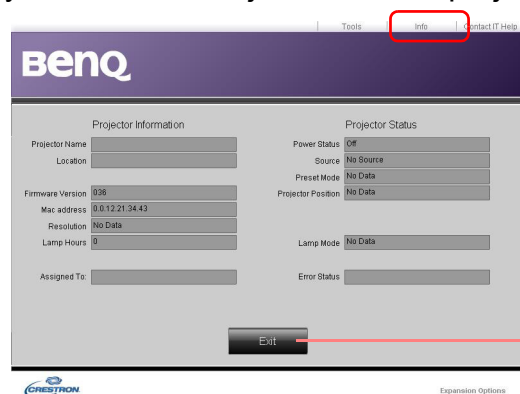 Tools Info Contact IT Help
BenQ
Projector Information Projector Status
Projector Name Power Status Off
Location Source No Source
Preset Mode No Data
Firmware Version 036 Projector Position No Data
Mac address 0.0.12.21.34.43
Resolution No Data
Lamp Hours 0 Lamp Mode No Data
Assigned To: Error Status
Exit
CRESTRON Expansion Options